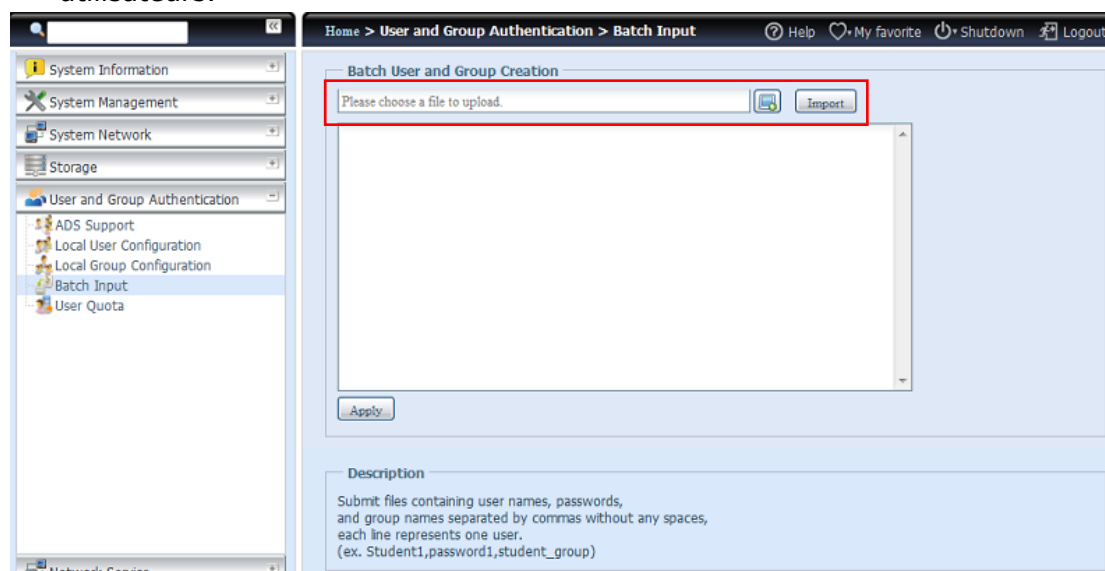 Home > User and Group Authentication > Batch Input
Help
My favorite
Shutdown
Logout
System Information
System Management
System Network
Storage
User and Group Authentication
ADS Support
Local User Configuration
Local Group Configuration
Batch Input
User Quota
Batch User and Group Creation
Please choose a file to upload.
Import
Apply
Description
Submit files containing user names, passwords,
and group names separated by commas without any spaces,
each line represents one user.
(ex. Student1,password1,student_group)